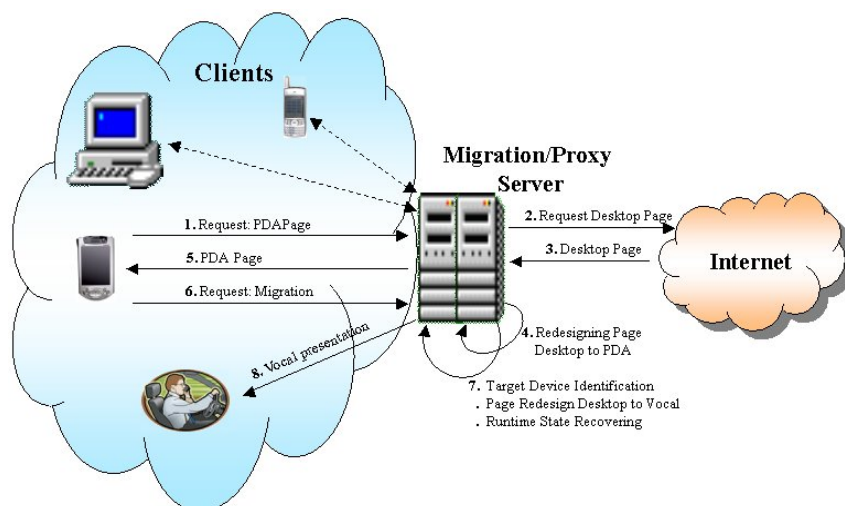 Clients
Migration/Proxy
Server
1. Request: PDAPage
2. Request Desktop Page
3. Desktop Page
Internet
5. PDA Page
6. Request: Migration
4. Redesigning Page
Desktop to PDA
8. Vocal presentation
7. Target Device Identification
. Page Redesign Desktop to Vocal
. Runtime State Recovering